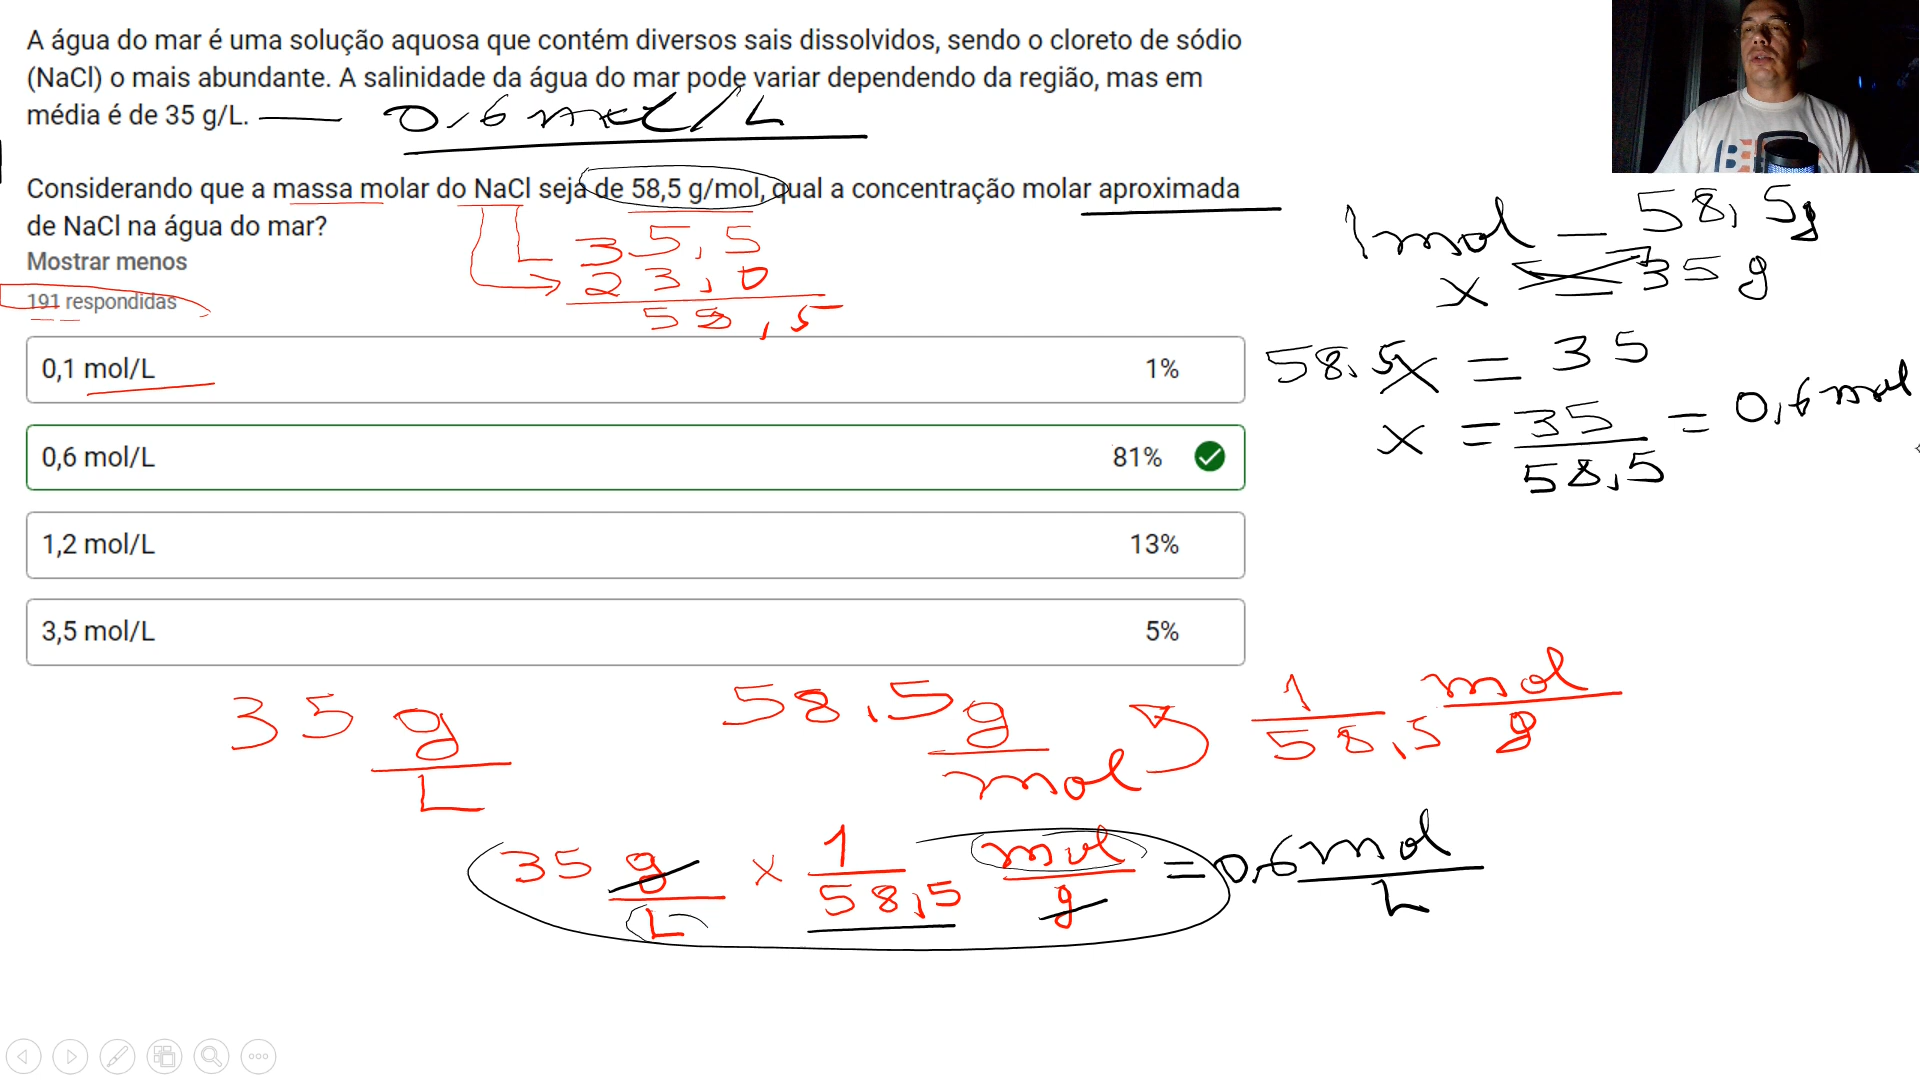 A água do mar é uma solução aquosa que contém diversos sais dissolvidos, sendo o cloreto de sódio
(NaCl) o mais abundante. A salinidade da água do mar pode variar dependendo da região, mas em
média é de 35 g/L. — 0,6 mol/L
Considerando que a massa molar do NaCl seja de 58,5 g/mol, qual a concentração molar aproximada
de NaCl na água do mar?
Mostrar menos
191 respondidas
35,5
23,0
58,5
0,1 mol/L 1%
0,6 mol/L 81%
1,2 mol/L 13%
3,5 mol/L 5%
1 mol — 58,5g
x — 35 g
58,5x = 35
x = 35/58,5 = 0,6 mol
35 g/L 58,5 g/mol 1/58,5 mol/g
35 g/L x 1/58,5 mol/g = 0,6 mol/L